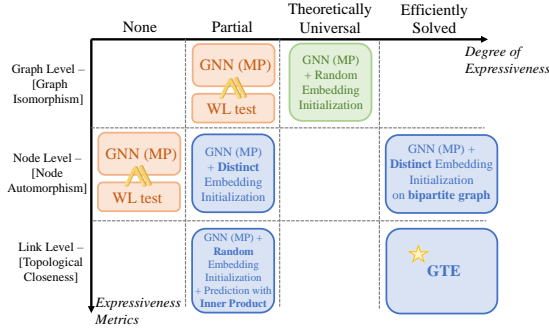 None
Partial
Theoretically
Universal
Efficiently
Solved
Degree of
Expressiveness
Graph Level –
[Graph
Isomorphism]
GNN (MP)
WL test
GNN (MP)
+ Random
Embedding
Initialization
Node Level –
[Node
Automorphism]
GNN (MP)
WL test
GNN (MP)
+ Distinct
Embedding
Initialization
GNN (MP) +
Distinct Embedding
Initialization
on bipartite graph
Link Level –
[Topological
Closeness]
GNN (MP) +
Random
Embedding
Initialization
+ Prediction with
Inner Product
GTE
Expressiveness
Metrics